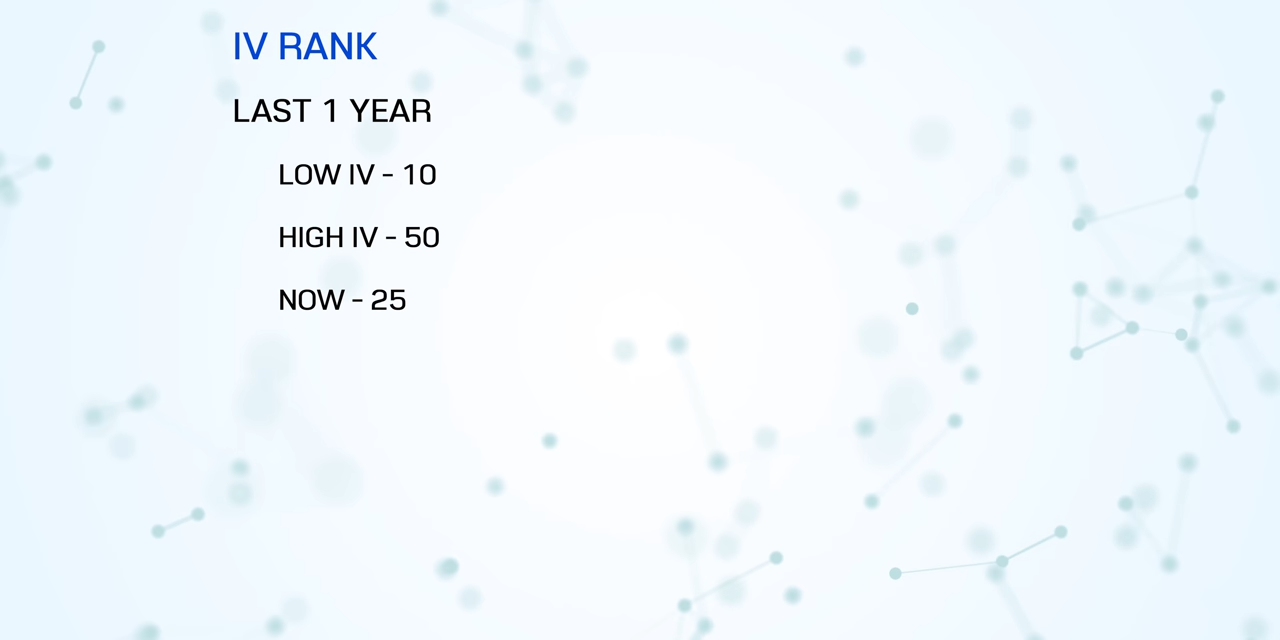 IV RANK
LAST 1 YEAR
LOW IV - 10
HIGH IV - 50
NOW - 25